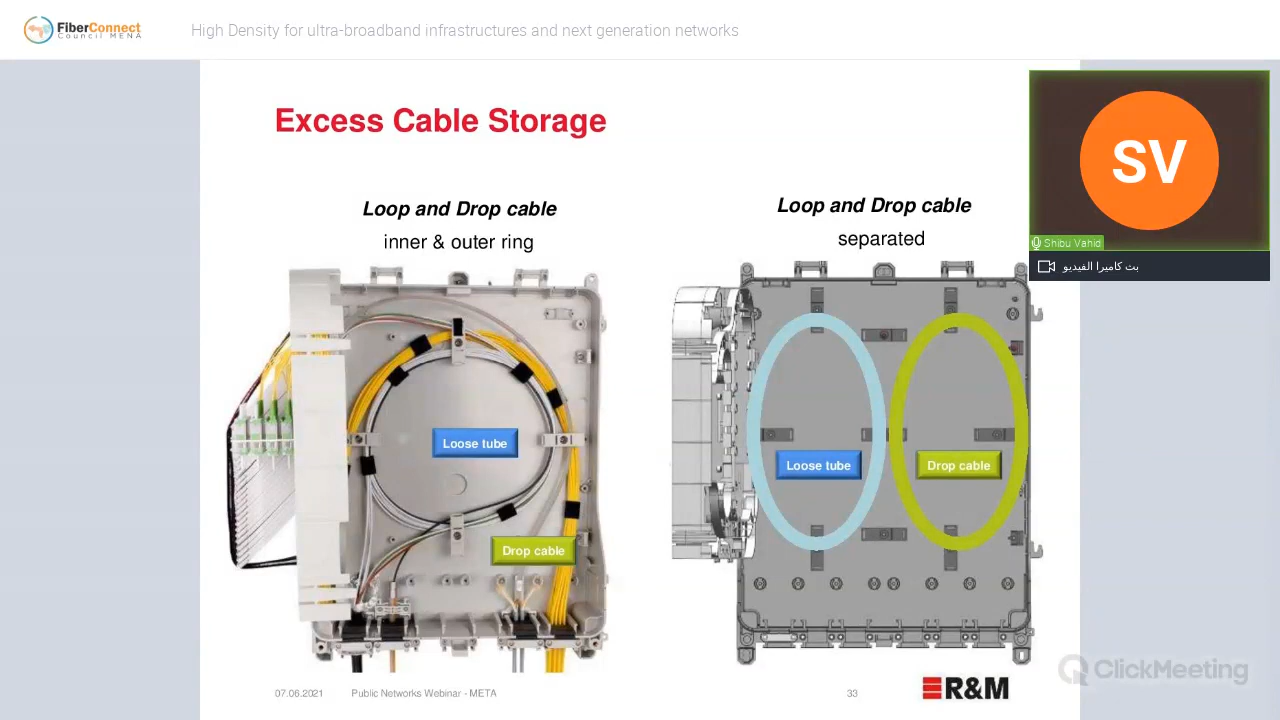 FiberConnect
Council MENA
High Density for ultra-broadband infrastructures and next generation networks
Excess Cable Storage
Loop and Drop cable
inner & outer ring
Loop and Drop cable
separated
SV
Shibu Vahid
بث كاميرا الفيديو
Loose tube
Drop cable
Loose tube
Drop cable
07.06.2021
Public Networks Webinar - META
33
R&M
ClickMeeting